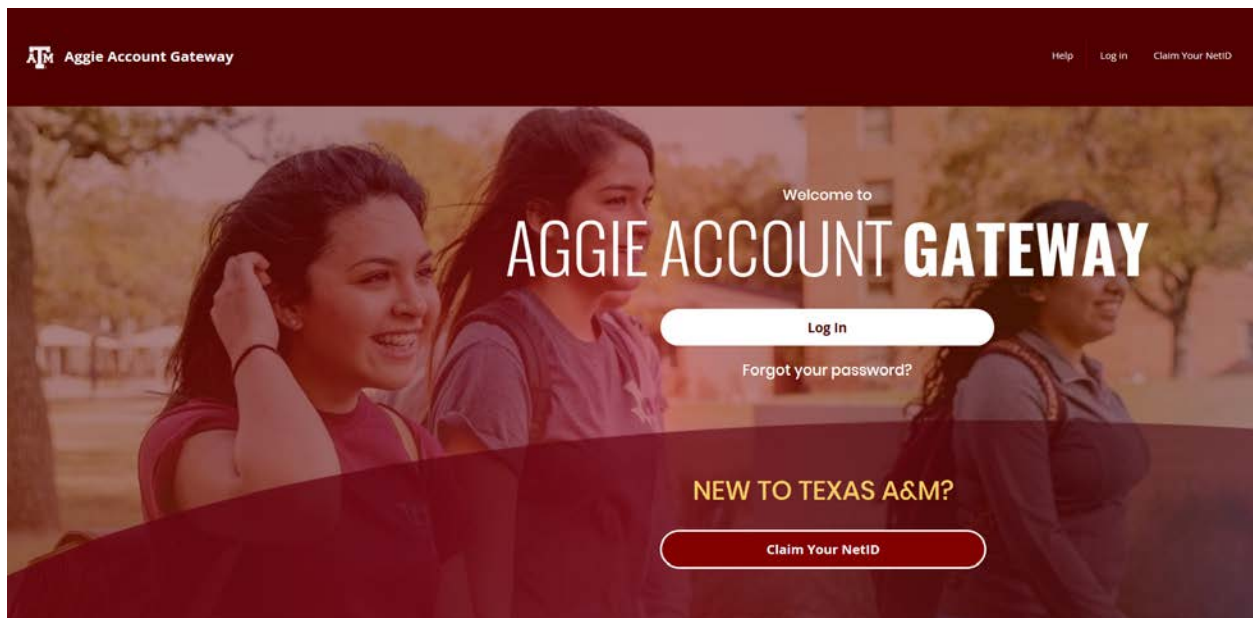 ATM Aggie Account Gateway
Help Log in Claim Your NetID
Welcome to
AGGIE ACCOUNT GATEWAY
Log In
Forgot your password?
NEW TO TEXAS A&M?
Claim Your NetID